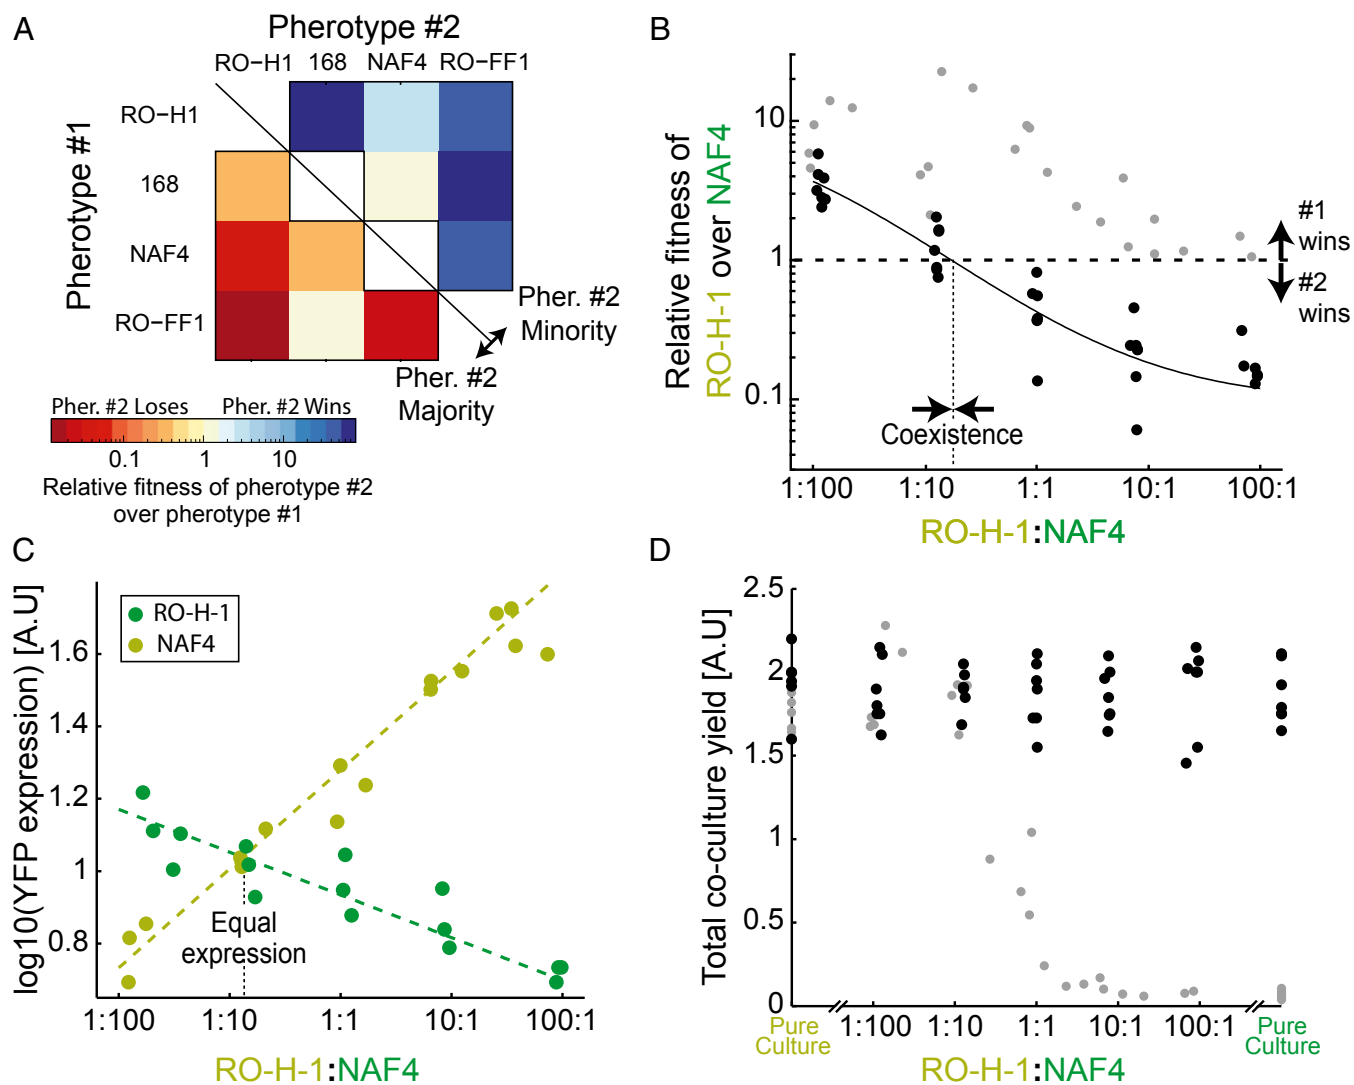 A
Pherotype #2
RO-H1 168 NAF4 RO-FF1
Pherotype #1
RO-H1
168
NAF4
RO-FF1
Pher. #2
Minority
Pher. #2
Majority
Pher. #2 Loses Pher. #2 Wins
0.1 1 10
Relative fitness of pherotype #2
over pherotype #1
B
Relative fitness of
RO-H-1 over NAF4
10
1
0.1
#1
wins
#2
wins
Coexistence
1:100 1:10 1:1 10:1 100:1
RO-H-1:NAF4
C
log10(YFP expression) [A.U]
RO-H-1
NAF4
1.6
1.4
1.2
1
0.8
Equal
expression
1:100 1:10 1:1 10:1 100:1
RO-H-1:NAF4
D
Total co-culture yield [A.U]
2.5
2
1.5
1
0.5
0
Pure
Culture
1:100 1:10 1:1 10:1 100:1
Pure
Culture
RO-H-1:NAF4